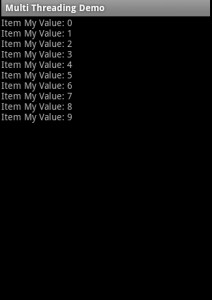 Multi Threading Demo
Item My Value: 0
Item My Value: 1
Item My Value: 2
Item My Value: 3
Item My Value: 4
Item My Value: 5
Item My Value: 6
Item My Value: 7
Item My Value: 8
Item My Value: 9